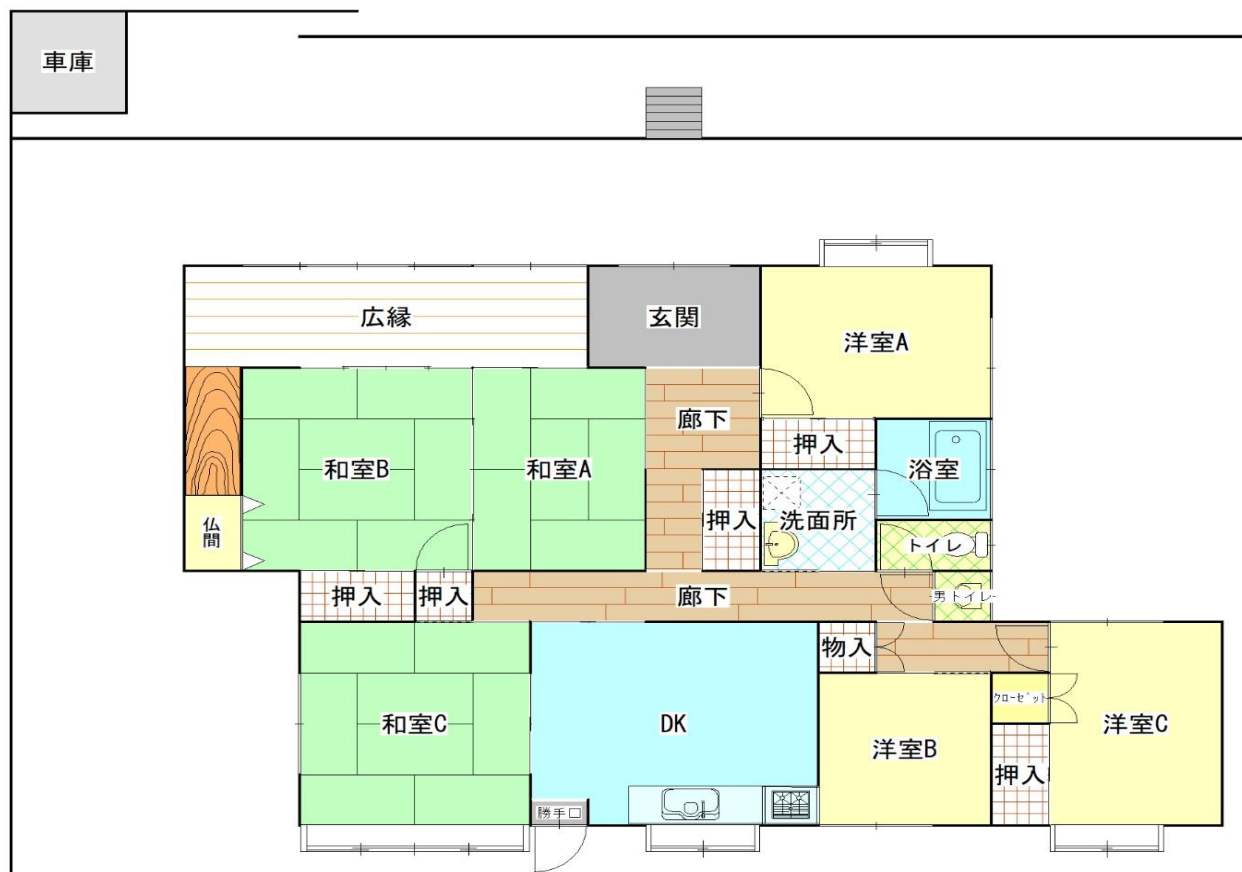 車庫
広縁
玄関
洋室A
廊下
押入
浴室
和室B
和室A
押入
洗面所
仏間
トイレ
押入
押入
廊下
男トイレ
物入
クローゼット
和室C
DK
洋室B
押入
洋室C
勝手口